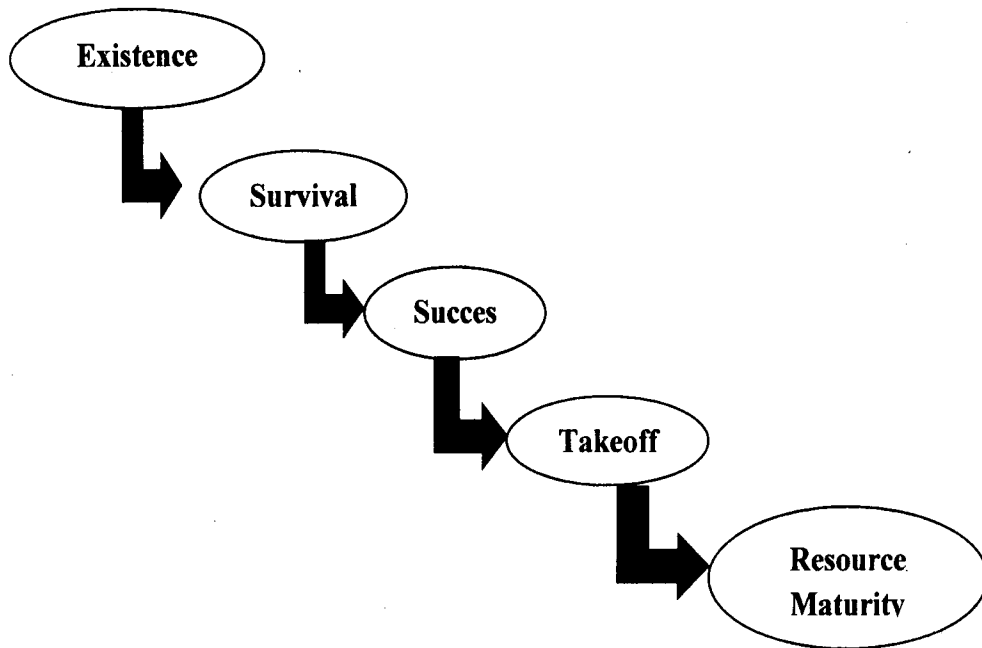 Existence
Survival
Succes
Takeoff
Resource
Maturity